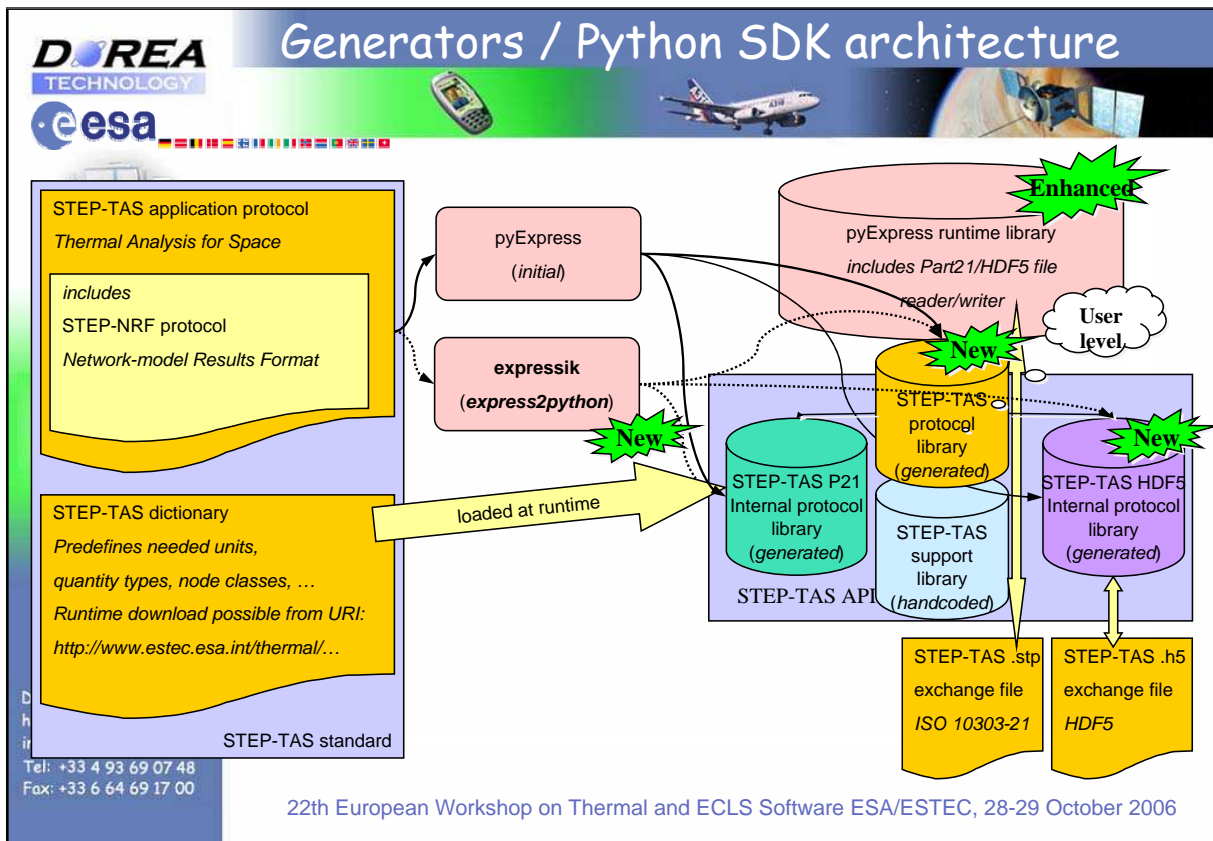 Generators / Python SDK architecture
DOREA
TECHNOLOGY
esa
STEP-TAS application protocol
Thermal Analysis for Space
includes
STEP-NRF protocol
Network-model Results Format
STEP-TAS dictionary
Predefines needed units,
quantity types, node classes, …
Runtime download possible from URI:
http://www.estec.esa.int/thermal/…
STEP-TAS standard
pyExpress
(initial)
expressik
(express2python)
New
loaded at runtime
Enhanced
pyExpress runtime library
includes Part21/HDF5 file
reader/writer
User
level
New
STEP-TAS
protocol
library
(generated)
New
STEP-TAS P21
Internal protocol
library
(generated)
STEP-TAS
support
library
(handcoded)
STEP-TAS HDF5
Internal protocol
library
(generated)
STEP-TAS API
STEP-TAS .stp
exchange file
ISO 10303-21
STEP-TAS .h5
exchange file
HDF5
Tel: +33 4 93 69 07 48
Fax: +33 6 64 69 17 00
22th European Workshop on Thermal and ECLS Software ESA/ESTEC, 28-29 October 2006